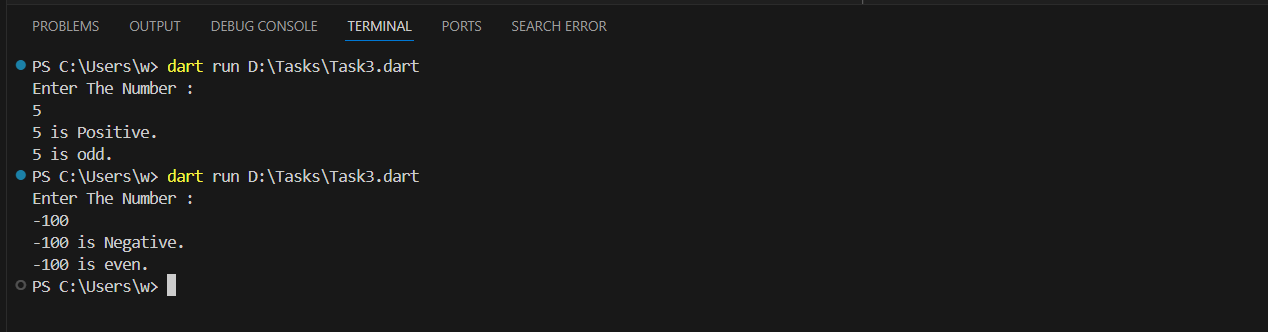 PROBLEMS OUTPUT DEBUG CONSOLE TERMINAL PORTS SEARCH ERROR
PS C:\Users\w> dart run D:\Tasks\Task3.dart
Enter The Number :
5
5 is Positive.
5 is odd.
PS C:\Users\w> dart run D:\Tasks\Task3.dart
Enter The Number :
-100
-100 is Negative.
-100 is even.
PS C:\Users\w>